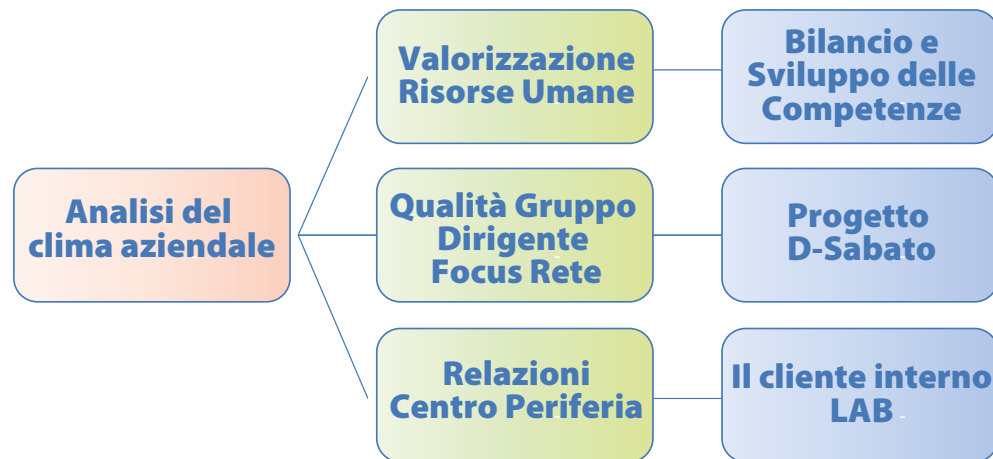 Valorizzazione
Risorse Umane
Bilancio e
Sviluppo delle
Competenze
Analisi del
clima aziendale
Qualità Gruppo
Dirigente
Focus Rete
Progetto
D-Sabato
Relazioni
Centro Periferia
Il cliente interno
LAB